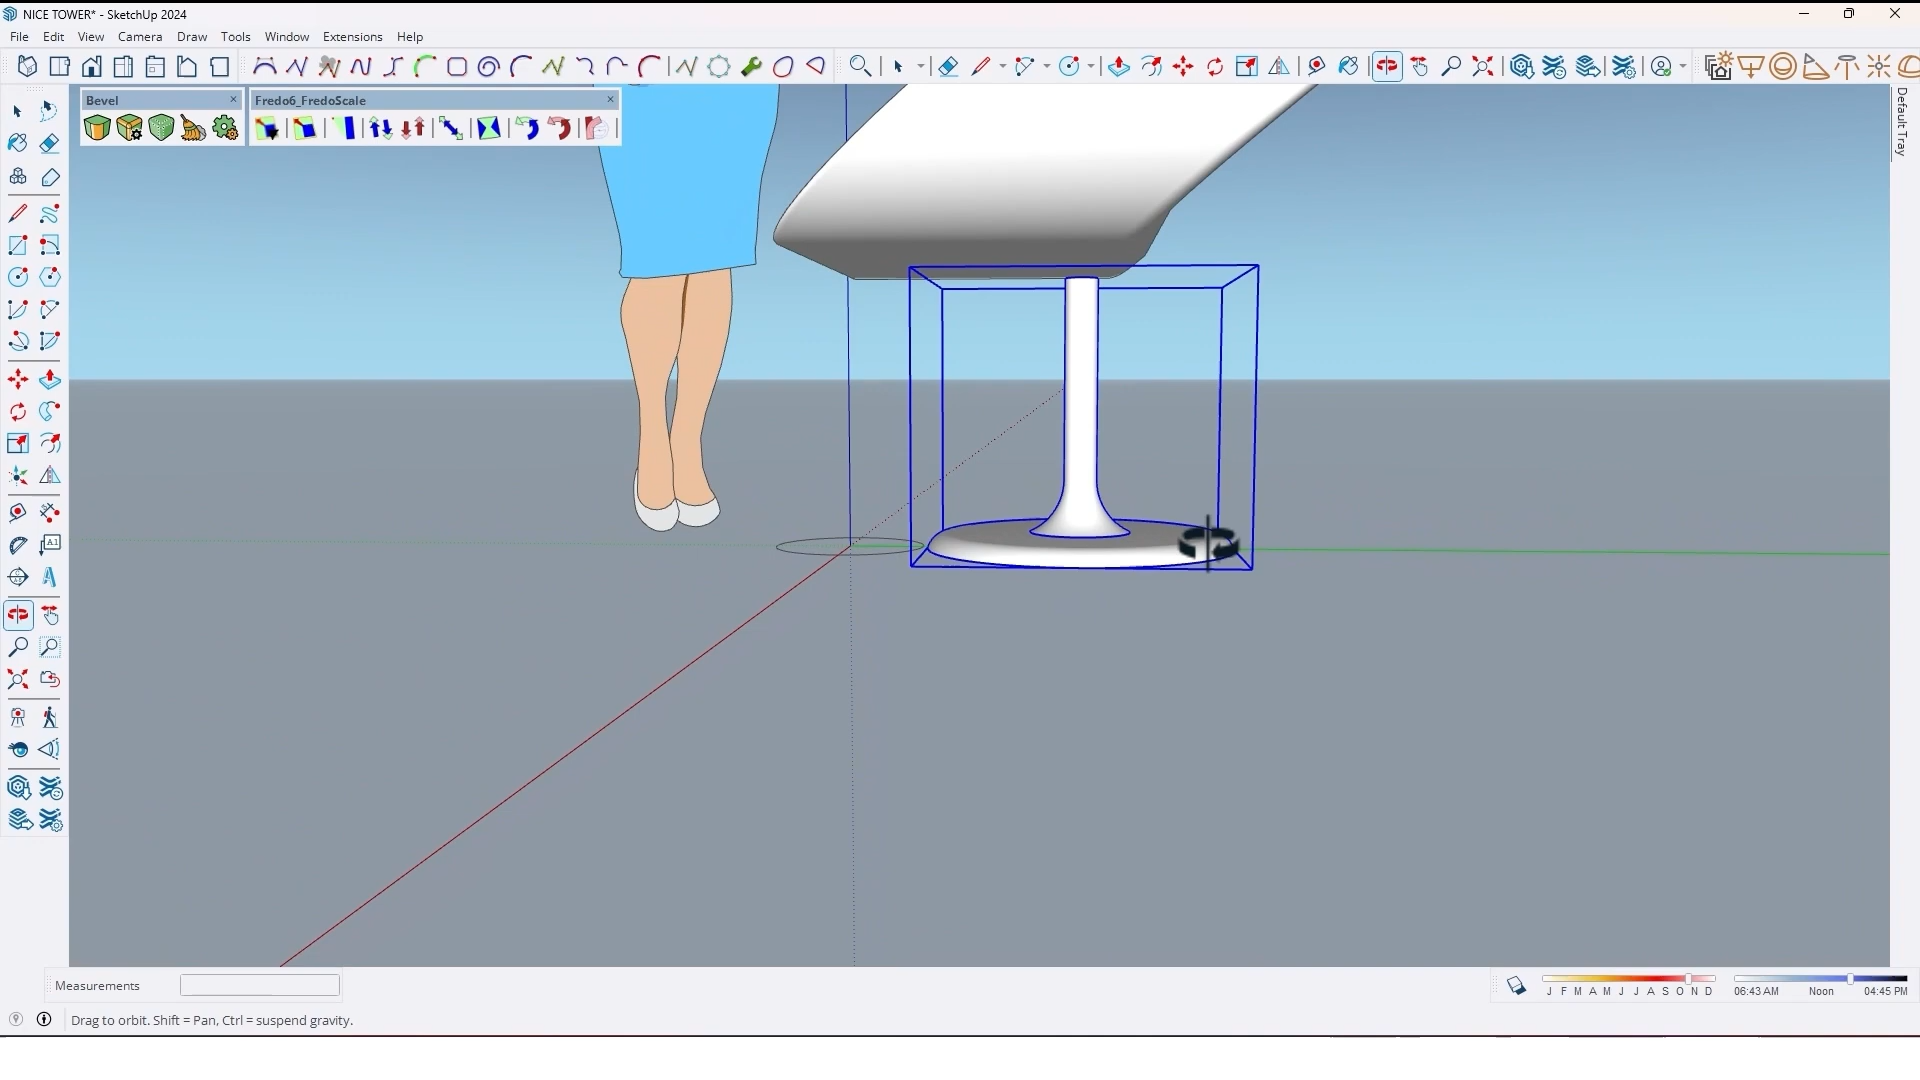 NICE TOWER* - SketchUp 2024
File Edit View Camera Draw Tools Window Extensions Help
Bevel
Fredo6_FredoScale
Default Tray
A1
Measurements
J F M A M J J A S O N D
06:43 AM Noon 04:45 PM
Drag to orbit. Shift = Pan, Ctrl = suspend gravity.